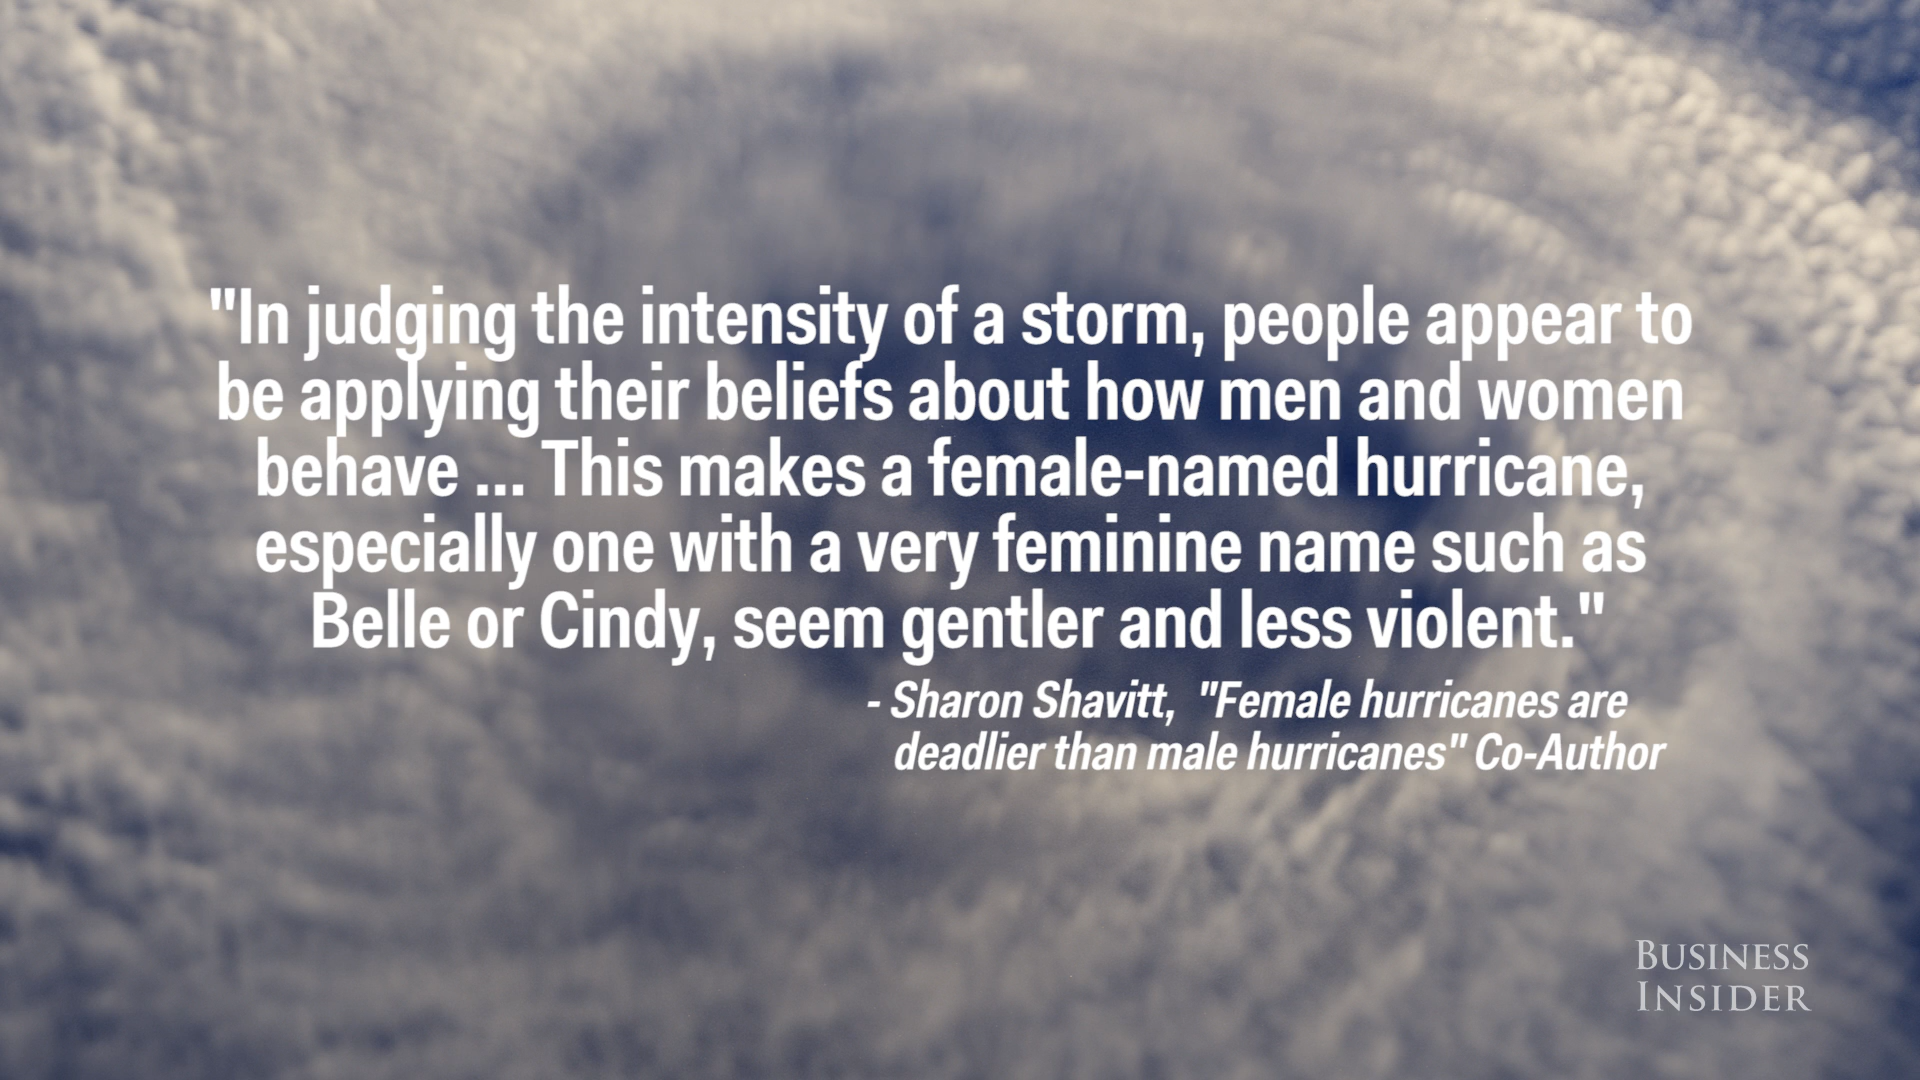 "In judging the intensity of a storm, people appear to
be applying their beliefs about how men and women
behave ... This makes a female-named hurricane,
especially one with a very feminine name such as
Belle or Cindy, seem gentler and less violent."
- Sharon Shavitt,  "Female hurricanes are
deadlier than male hurricanes" Co-Author
BUSINESS
INSIDER